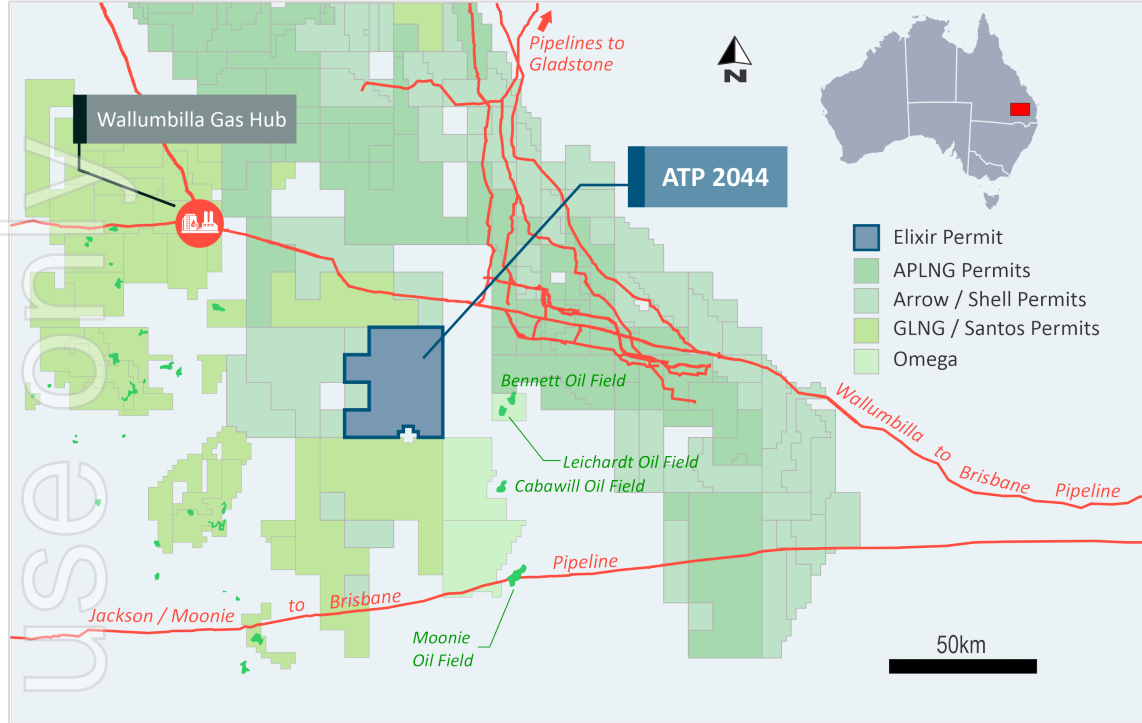 Pipelines to
Gladstone
N
Wallumbilla Gas Hub
ATP 2044
Elixir Permit
APLNG Permits
Arrow / Shell Permits
GLNG / Santos Permits
Omega
Bennett Oil Field
Leichardt Oil Field
Cabawill Oil Field
Wallumbilla to Brisbane Pipeline
Jackson / Moonie to Brisbane Pipeline
Moonie
Oil Field
50km
use only